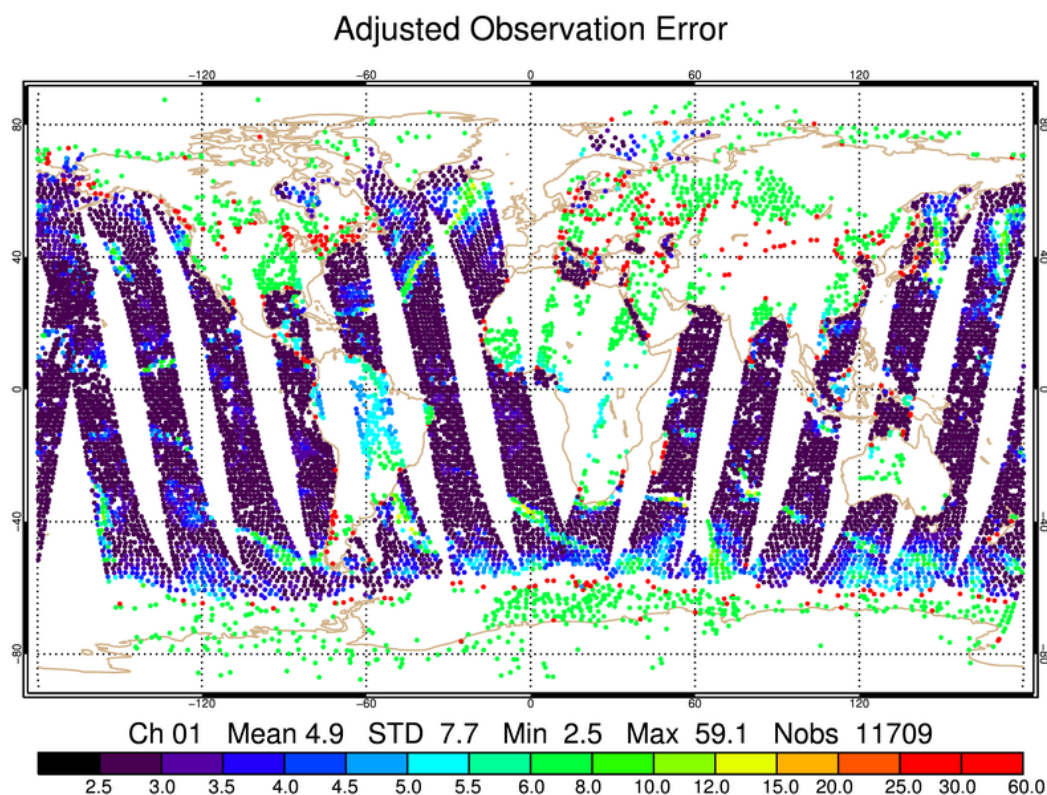 Adjusted Observation Error
-120 -60 0 60 120
80 80
40 40
0 0
-40 -40
-80 -80
-120 -60 0 60 120
Ch 01 Mean 4.9 STD 7.7 Min 2.5 Max 59.1 Nobs 11709
2.5 3.0 3.5 4.0 4.5 5.0 5.5 6.0 8.0 10.0 12.0 15.0 20.0 25.0 30.0 60.0